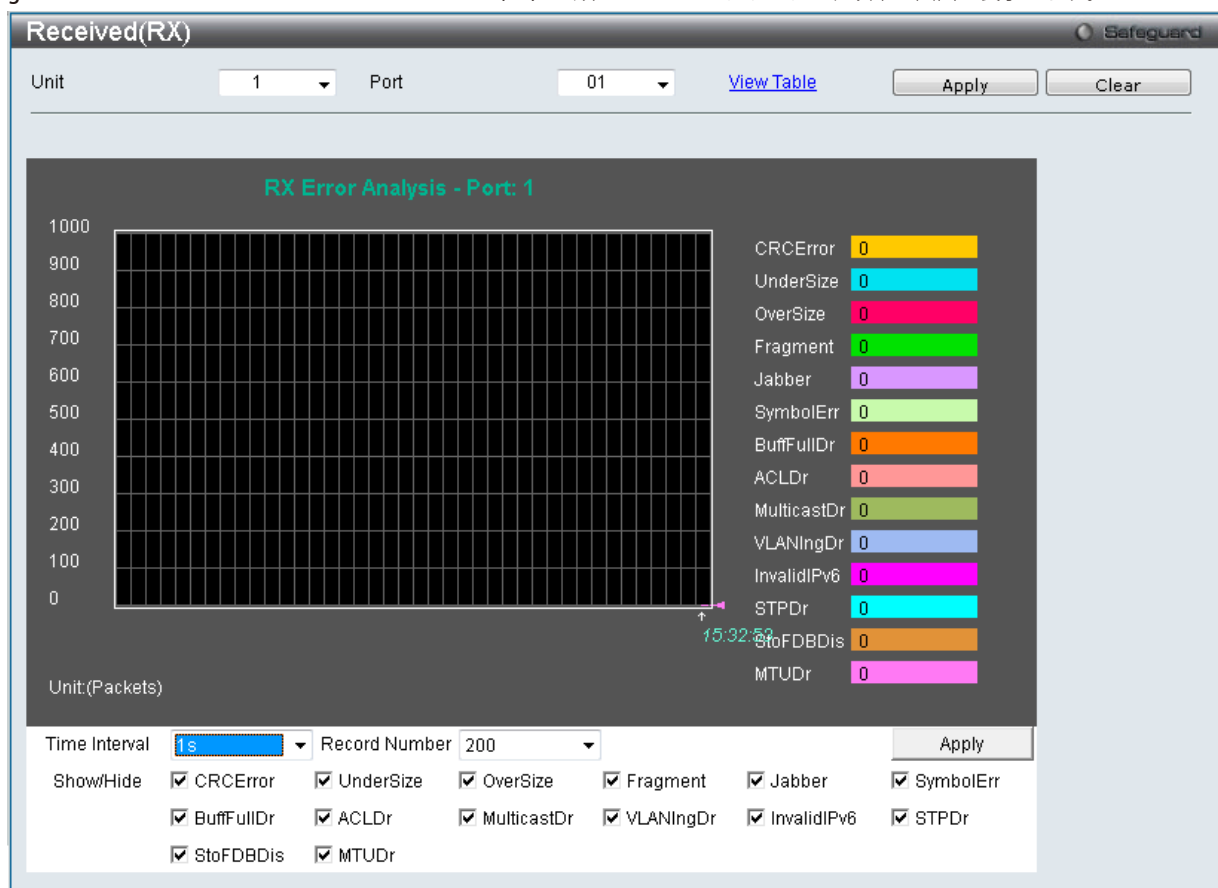 Received(RX) Safeguard
Unit 1 Port 01 View Table Apply Clear
RX Error Analysis - Port: 1
1000
900
800
700
600
500
400
300
200
100
0
CRCError 0
UnderSize 0
OverSize 0
Fragment 0
Jabber 0
SymbolErr 0
BuffFullDr 0
ACLDr 0
MulticastDr 0
VLANIngDr 0
InvalidIPv6 0
STPDr 0
StoFDBDis 0
MTUDr 0
Unit:(Packets)
Time Interval 1s Record Number 200 Apply
Show/Hide CRCError UnderSize OverSize Fragment Jabber SymbolErr
BuffFullDr ACLDr MulticastDr VLANIngDr InvalidIPv6 STPDr
StoFDBDis MTUDr